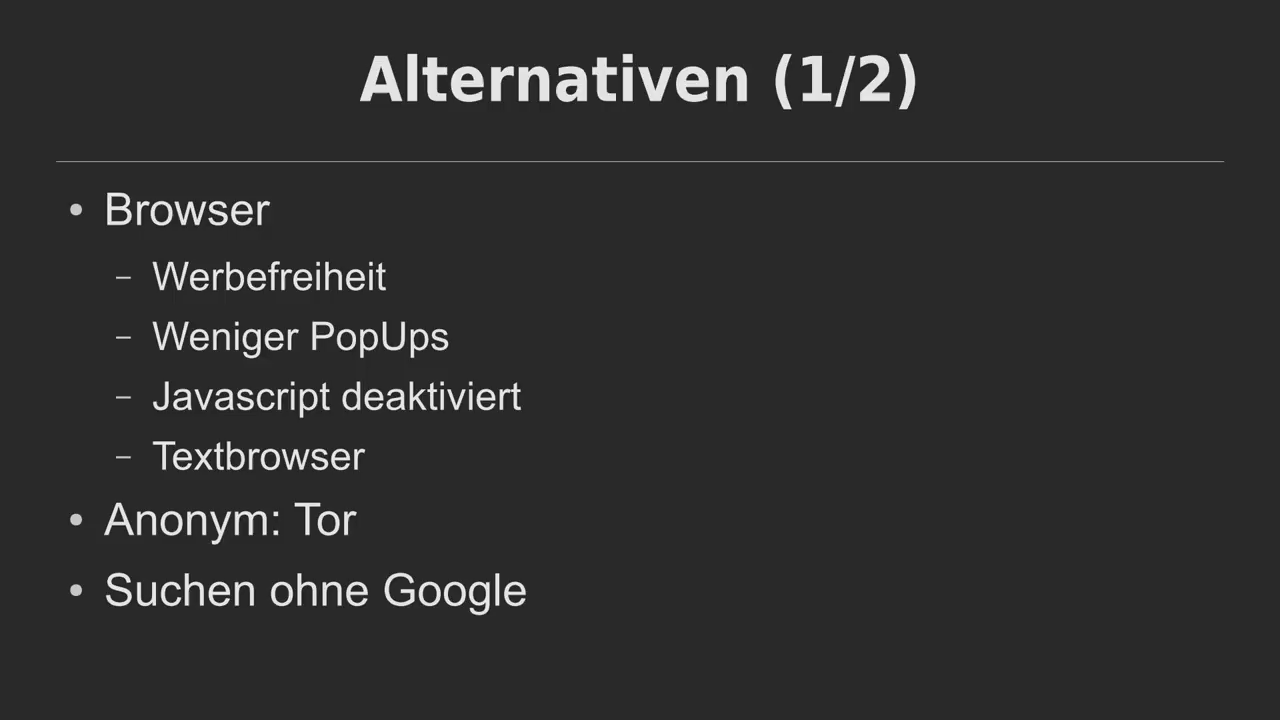 Alternativen (1/2)
• Browser
– Werbefreiheit
– Weniger PopUps
– Javascript deaktiviert
– Textbrowser
• Anonym: Tor
• Suchen ohne Google